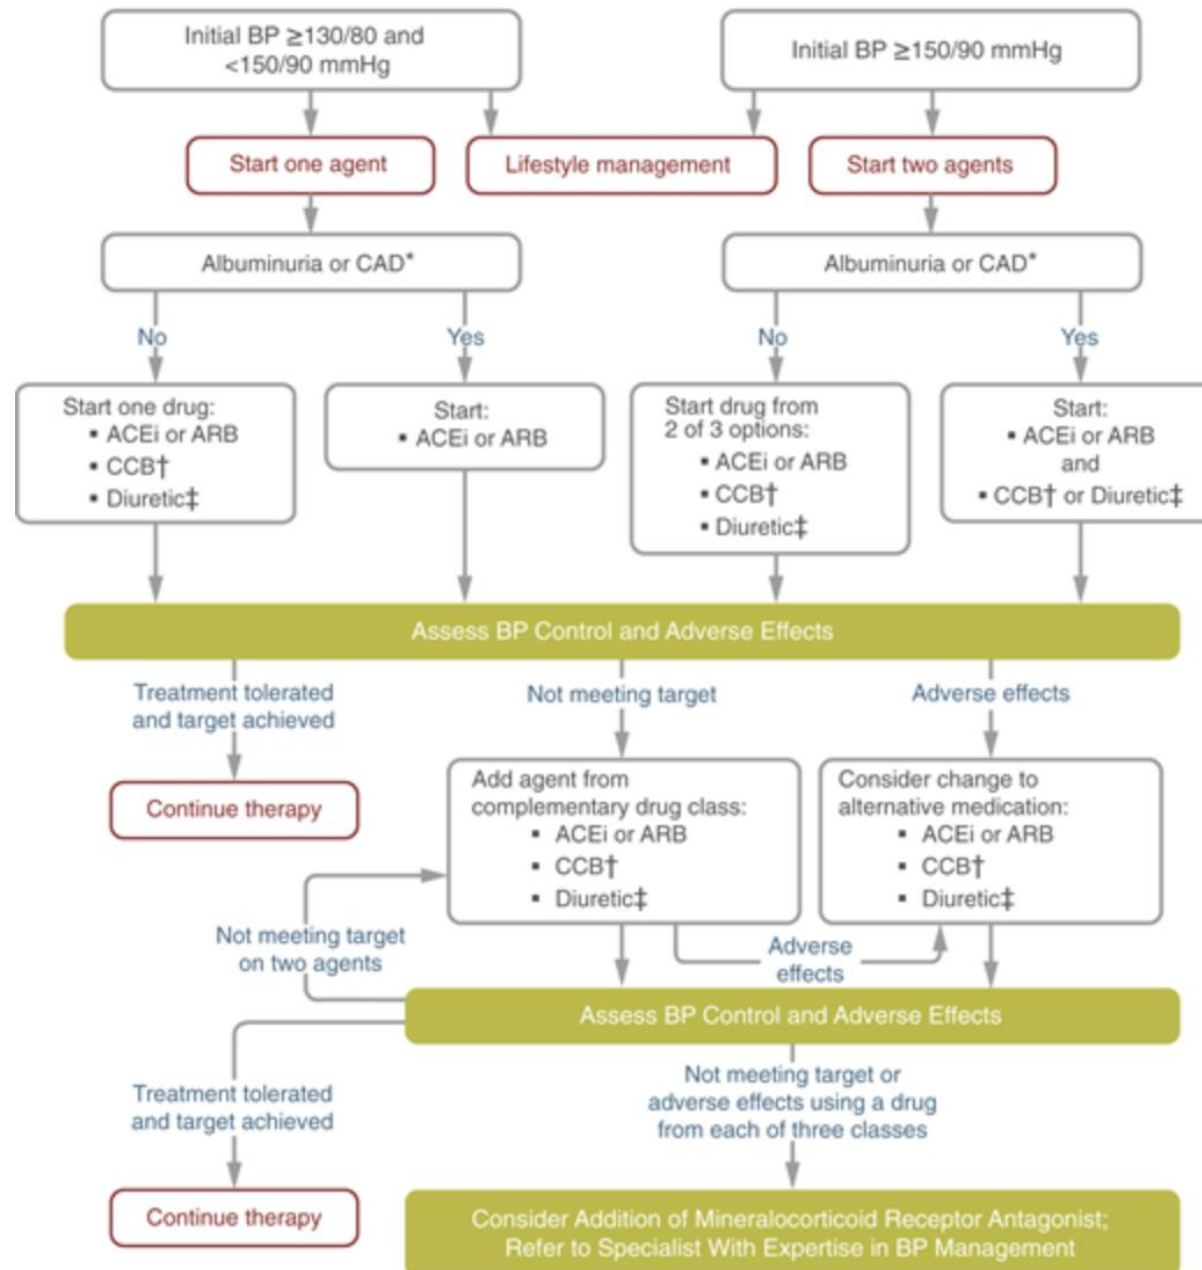 Initial BP ≥130/80 and
<150/90 mmHg
Initial BP ≥150/90 mmHg
Start one agent
Lifestyle management
Start two agents
Albuminuria or CAD*
Albuminuria or CAD*
No
Yes
No
Yes
Start one drug:
▪ ACEi or ARB
▪ CCB†
▪ Diuretic‡
Start:
▪ ACEi or ARB
Start drug from
2 of 3 options:
▪ ACEi or ARB
▪ CCB†
▪ Diuretic‡
Start:
▪ ACEi or ARB
and
▪ CCB† or Diuretic‡
Assess BP Control and Adverse Effects
Treatment tolerated
and target achieved
Not meeting target
Adverse effects
Continue therapy
Add agent from
complementary drug class:
▪ ACEi or ARB
▪ CCB†
▪ Diuretic‡
Consider change to
alternative medication:
▪ ACEi or ARB
▪ CCB†
▪ Diuretic‡
Not meeting target
on two agents
Adverse
effects
Assess BP Control and Adverse Effects
Treatment tolerated
and target achieved
Not meeting target or
adverse effects using a drug
from each of three classes
Continue therapy
Consider Addition of Mineralocorticoid Receptor Antagonist;
Refer to Specialist With Expertise in BP Management